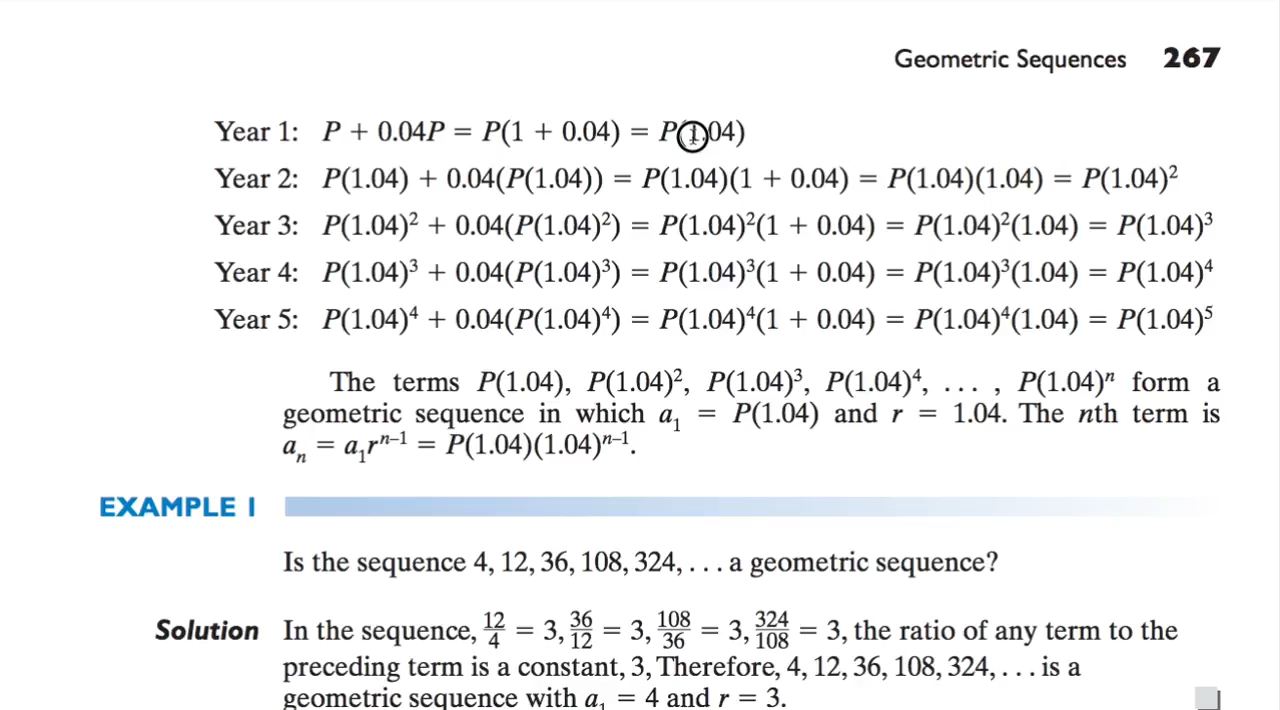 Geometric Sequences 267
Year 1: P + 0.04P = P(1 + 0.04) = P(1.04)
Year 2: P(1.04) + 0.04(P(1.04)) = P(1.04)(1 + 0.04) = P(1.04)(1.04) = P(1.04)²
Year 3: P(1.04)² + 0.04(P(1.04)²) = P(1.04)²(1 + 0.04) = P(1.04)²(1.04) = P(1.04)³
Year 4: P(1.04)³ + 0.04(P(1.04)³) = P(1.04)³(1 + 0.04) = P(1.04)³(1.04) = P(1.04)⁴
Year 5: P(1.04)⁴ + 0.04(P(1.04)⁴) = P(1.04)⁴(1 + 0.04) = P(1.04)⁴(1.04) = P(1.04)⁵
The terms P(1.04), P(1.04)², P(1.04)³, P(1.04)⁴, . . . , P(1.04)ⁿ form a
geometric sequence in which a₁ = P(1.04) and r = 1.04. The nth term is
aₙ = a₁rⁿ⁻¹ = P(1.04)(1.04)ⁿ⁻¹.
EXAMPLE 1
Is the sequence 4, 12, 36, 108, 324, . . . a geometric sequence?
Solution In the sequence, 12/4 = 3, 36/12 = 3, 108/36 = 3, 324/108 = 3, the ratio of any term to the
preceding term is a constant, 3, Therefore, 4, 12, 36, 108, 324, . . . is a
geometric sequence with a₁ = 4 and r = 3.